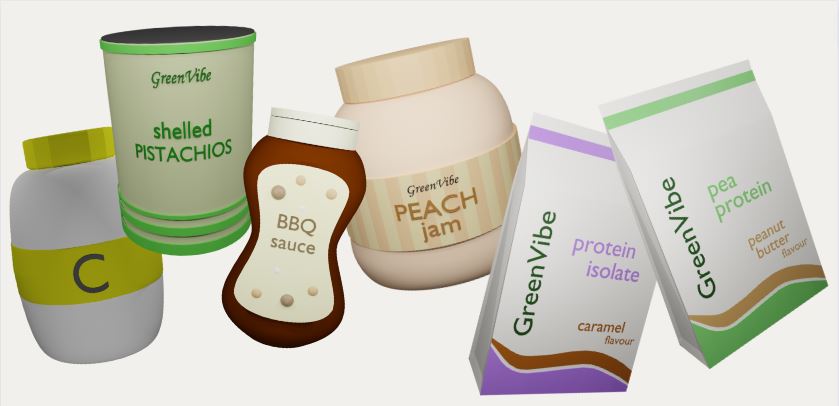 C
GreenVibe
shelled
PISTACHIOS
BBQ
sauce
GreenVibe
PEACH
jam
GreenVibe
protein
isolate
caramel
flavour
GreenVibe
pea
protein
peanut
butter
flavour